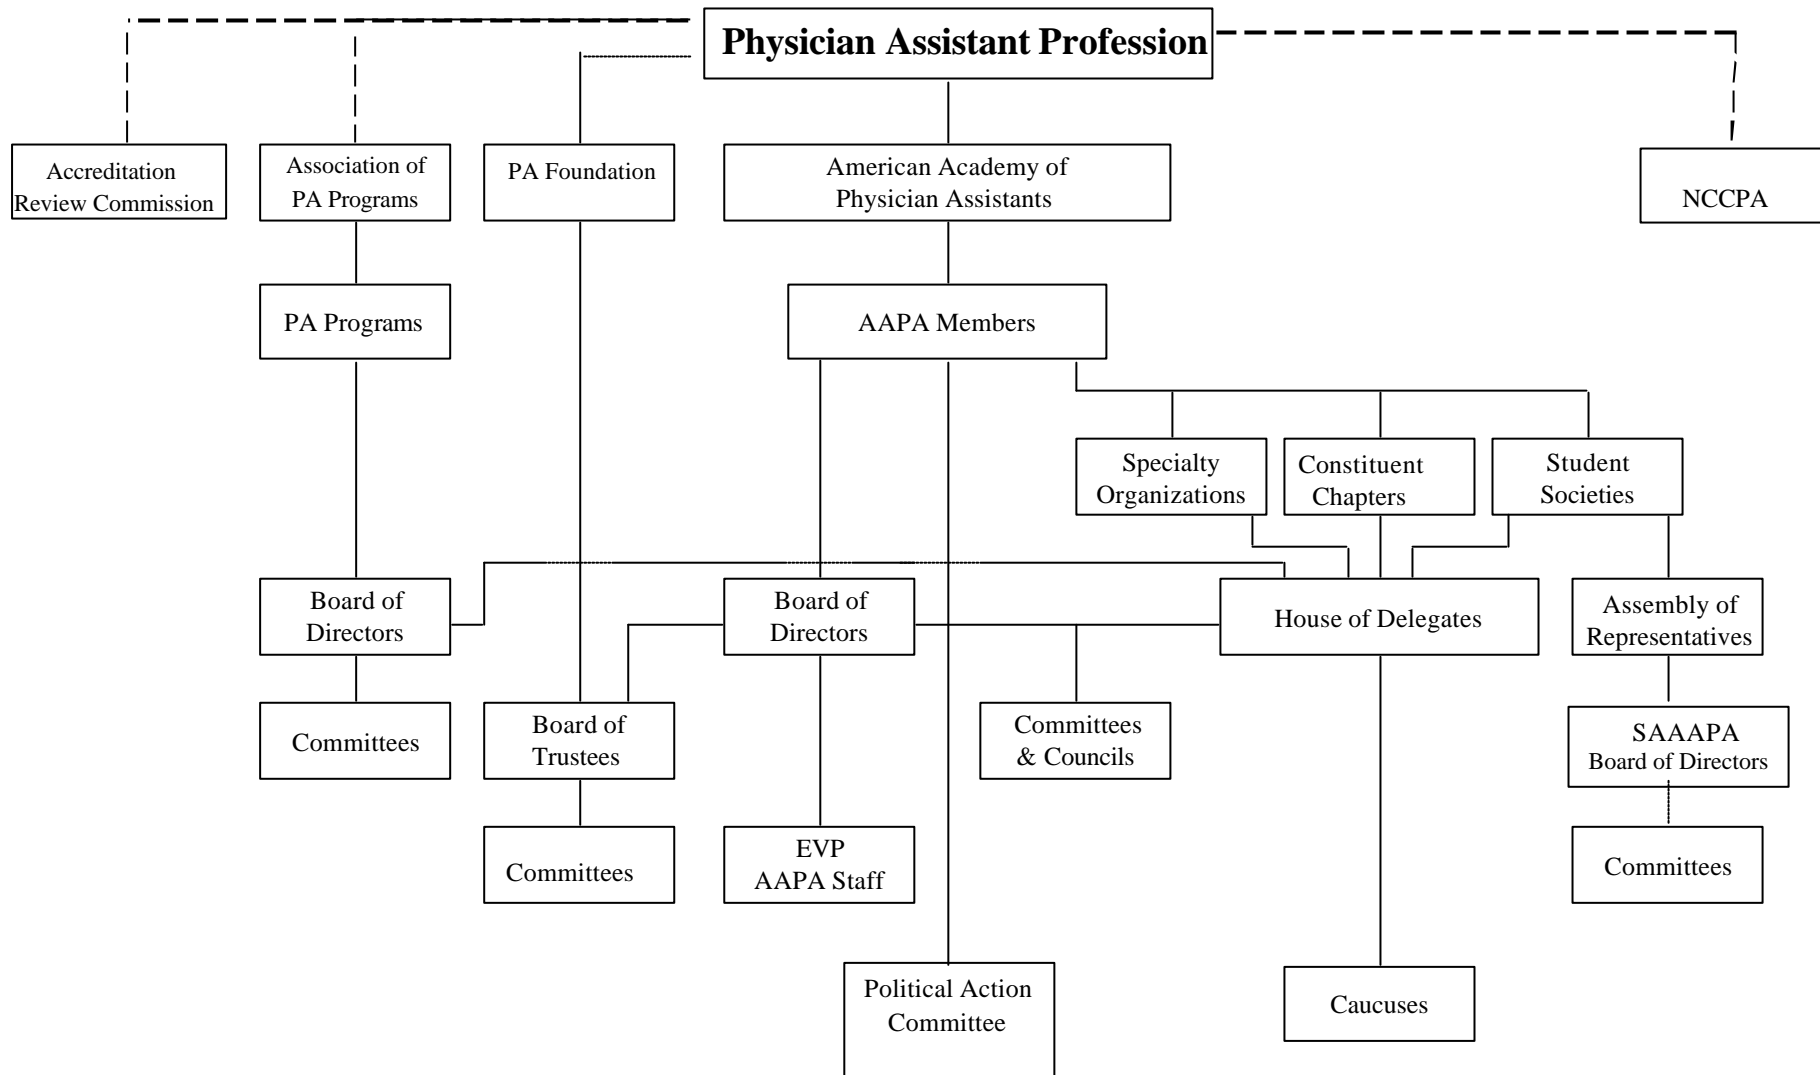 Physician Assistant Profession
Accreditation
Review Commission
Association of
PA Programs
PA Foundation
American Academy of
Physician Assistants
NCCPA
PA Programs
AAPA Members
Specialty
Organizations
Constituent
Chapters
Student
Societies
Board of
Directors
Board of
Directors
House of Delegates
Assembly of
Representatives
Committees
Board of
Trustees
Committees
& Councils
SAAAPA
Board of Directors
Committees
EVP
AAPA Staff
Committees
Political Action
Committee
Caucuses